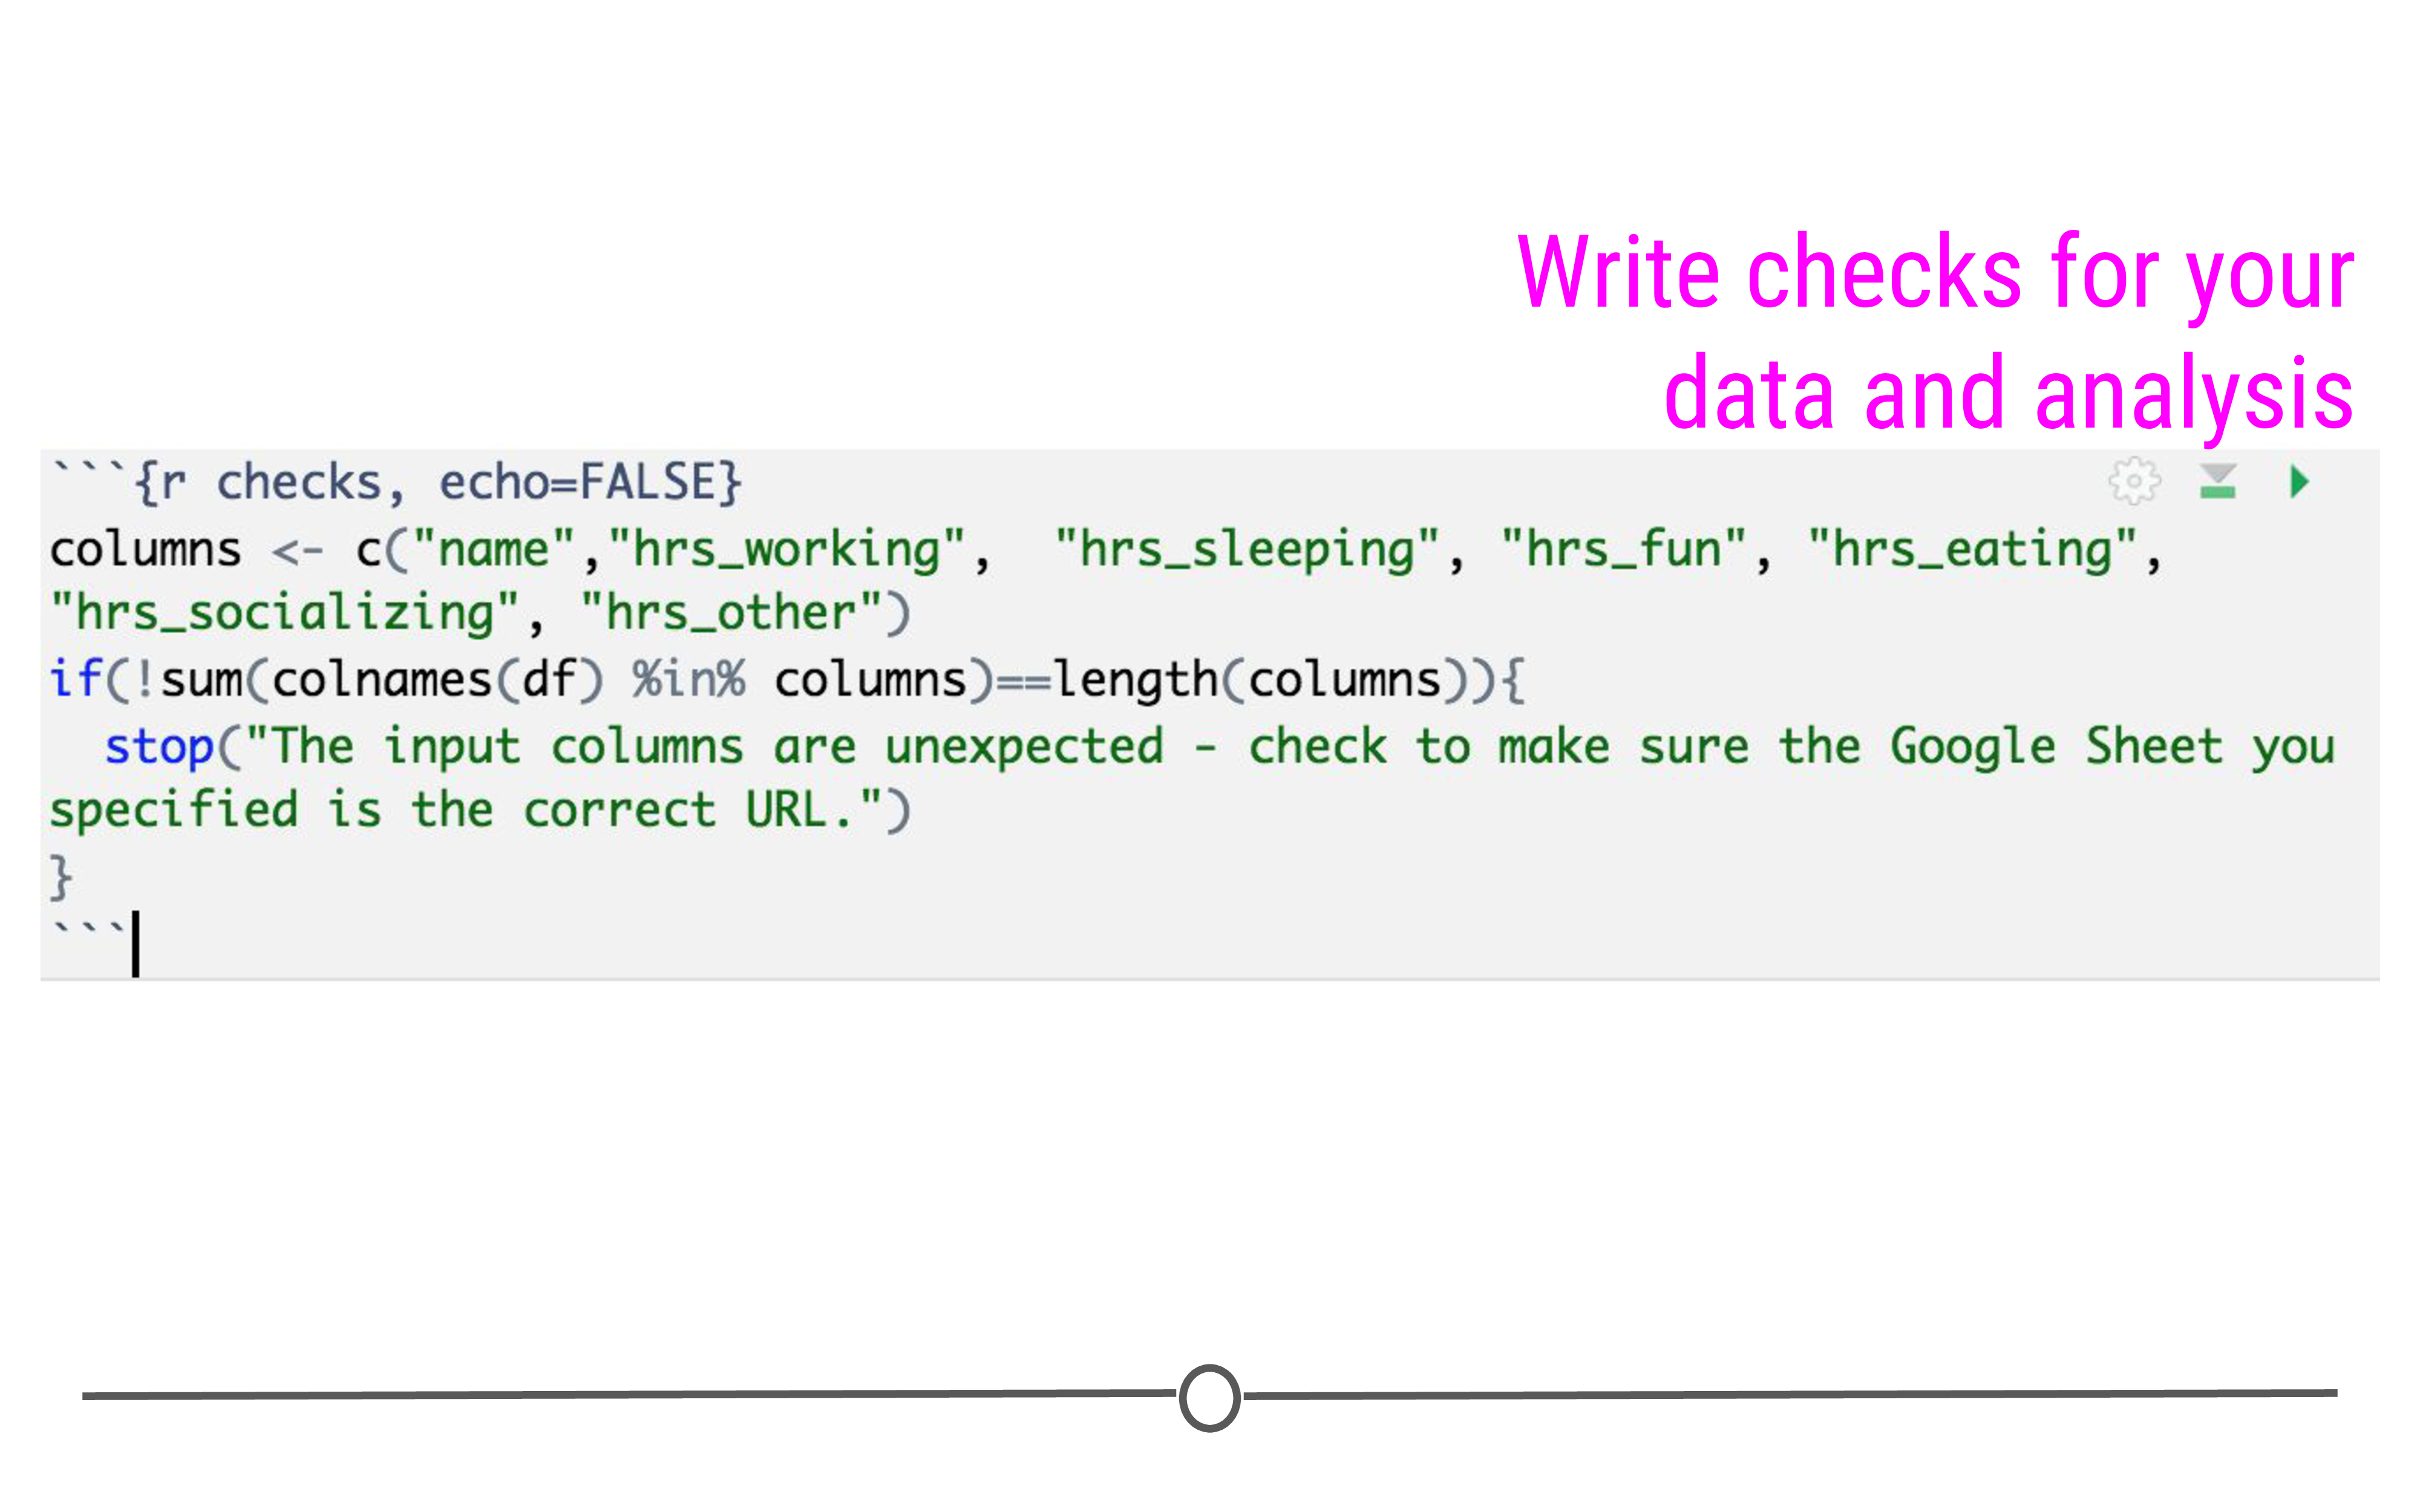 Write checks for your
data and analysis
```{r checks, echo=FALSE}
columns <- c("name","hrs_working",  "hrs_sleeping", "hrs_fun", "hrs_eating",
"hrs_socializing", "hrs_other")
if(!sum(colnames(df) %in% columns)==length(columns)){
  stop("The input columns are unexpected - check to make sure the Google Sheet you
specified is the correct URL.")
}
```